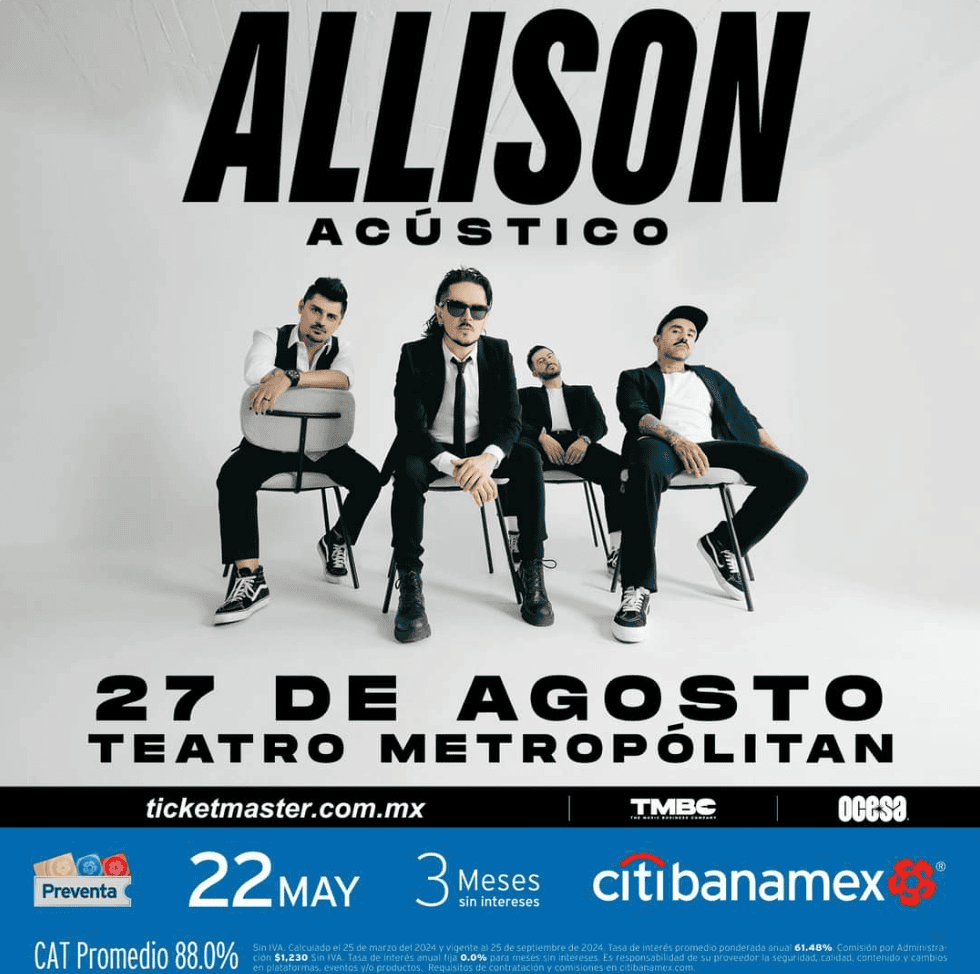 ALLISON
ACÚSTICO
27 DE AGOSTO
TEATRO METROPÓLITAN
ticketmaster.com.mx
TMBC
THE MUSIC BUSINESS COMPANY
ocesa
Preventa
22 MAY
3 Meses
sin intereses
citibanamex®
CAT Promedio 88.0%
Sin IVA. Calculado el 25 de marzo del 2024 y vigente al 25 de septiembre de 2024. Tasa de interés promedio ponderada anual 61.48%. Comisión por Administra-
ción $1,230 Sin IVA. Tasa de interés anual fija 0.0% para meses sin intereses. Es responsabilidad de su proveedor la seguridad, calidad, contenido y cambios
en plataformas, eventos y/o productos. Requisitos de contratación y comisiones en citibanamex.com.